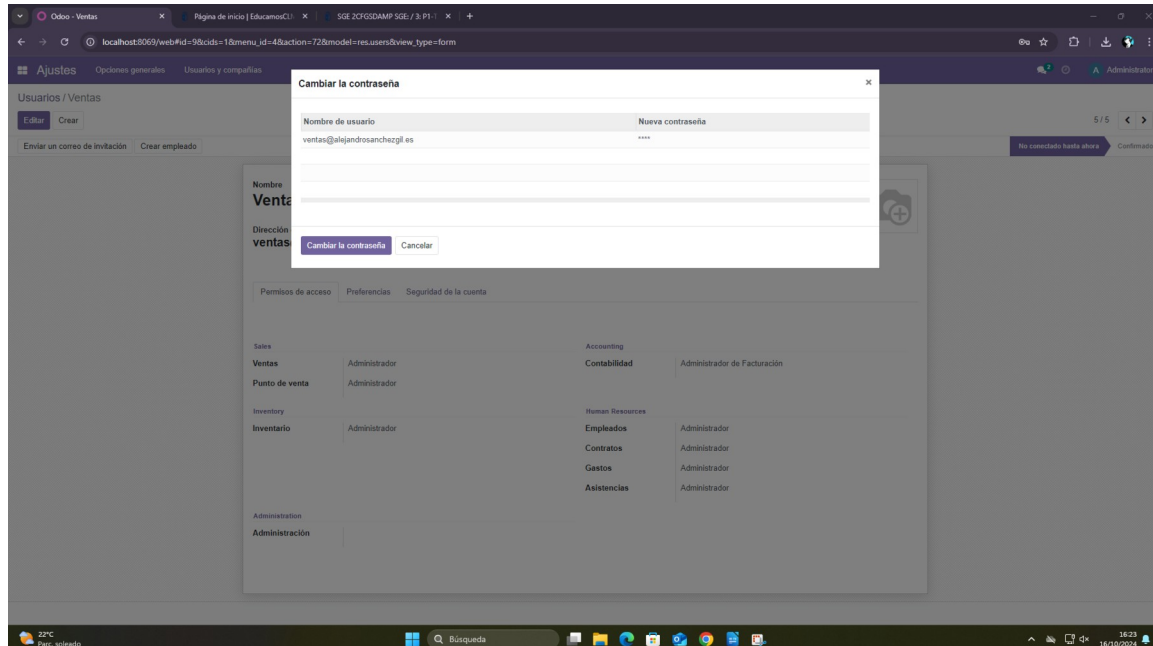 Odoo - Ventas
Página de inicio | EducamosCL
SGE 2CFGSDAMP SGE: / 3: P1-
localhost:8069/web#id=9&cids=1&menu_id=4&action=72&model=res.users&view_type=form
Ajustes Opciones generales Usuarios y compañías
2 A Administrator
Usuarios / Ventas
Editar Crear
5 / 5
Enviar un correo de invitación Crear empleado
No conectado hasta ahora Confirmado
Cambiar la contraseña
Nombre de usuario Nueva contraseña
ventas@alejandrosanchezgil.es ****
Cambiar la contraseña Cancelar
Nombre
Venta
Dirección
ventas
Permisos de acceso Preferencias Seguridad de la cuenta
Sales Accounting
Ventas Administrador Contabilidad Administrador de Facturación
Punto de venta Administrador
Inventory Human Resources
Inventario Administrador Empleados Administrador
Contratos Administrador
Gastos Administrador
Asistencias Administrador
Administration
Administración
22°C
Parc. soleado
Búsqueda
16:23
16/10/2024